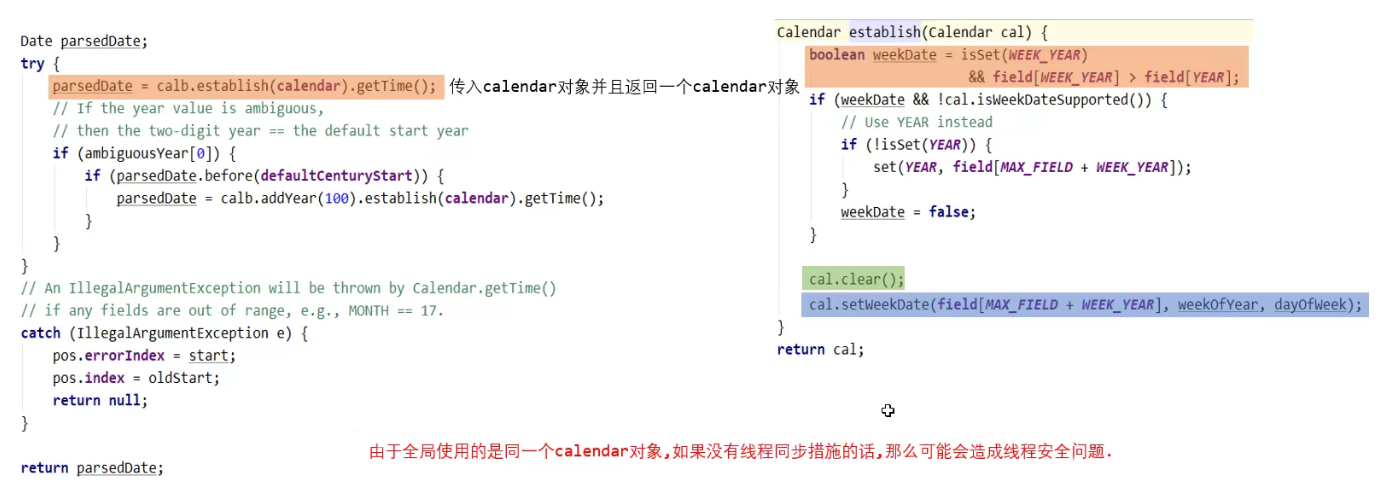 Date parsedDate;
try {
parsedDate = calb.establish(calendar).getTime(); 传入calendar对象并且返回一个calendar对象
// If the year value is ambiguous,
// then the two-digit year == the default start year
if (ambiguousYear[0]) {
if (parsedDate.before(defaultCenturyStart)) {
parsedDate = calb.addYear(100).establish(calendar).getTime();
}
}
}
// An IllegalArgumentException will be thrown by Calendar.getTime()
// if any fields are out of range, e.g., MONTH == 17.
catch (IllegalArgumentException e) {
pos.errorIndex = start;
pos.index = oldStart;
return null;
}
return parsedDate;
Calendar establish(Calendar cal) {
boolean weekDate = isSet(WEEK_YEAR)
&& field[WEEK_YEAR] > field[YEAR];
if (weekDate && !cal.isWeekDateSupported()) {
// Use YEAR instead
if (!isSet(YEAR)) {
set(YEAR, field[MAX_FIELD + WEEK_YEAR]);
}
weekDate = false;
}
cal.clear();
cal.setWeekDate(field[MAX_FIELD + WEEK_YEAR], weekOfYear, dayOfWeek);
}
return cal;
由于全局使用的是同一个calendar对象,如果没有线程同步措施的话,那么可能会造成线程安全问题.